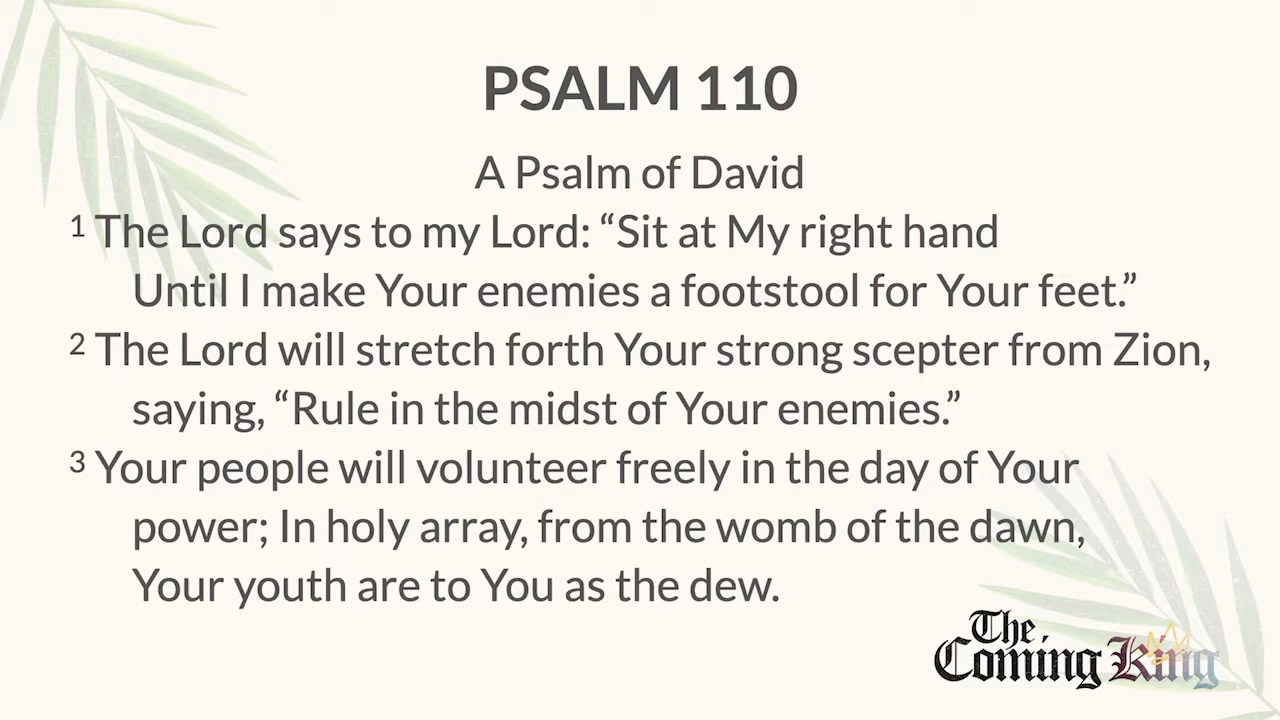 PSALM 110
A Psalm of David
1 The Lord says to my Lord: “Sit at My right hand
Until I make Your enemies a footstool for Your feet.”
2 The Lord will stretch forth Your strong scepter from Zion,
saying, “Rule in the midst of Your enemies.”
3 Your people will volunteer freely in the day of Your
power; In holy array, from the womb of the dawn,
Your youth are to You as the dew.
The
Coming King